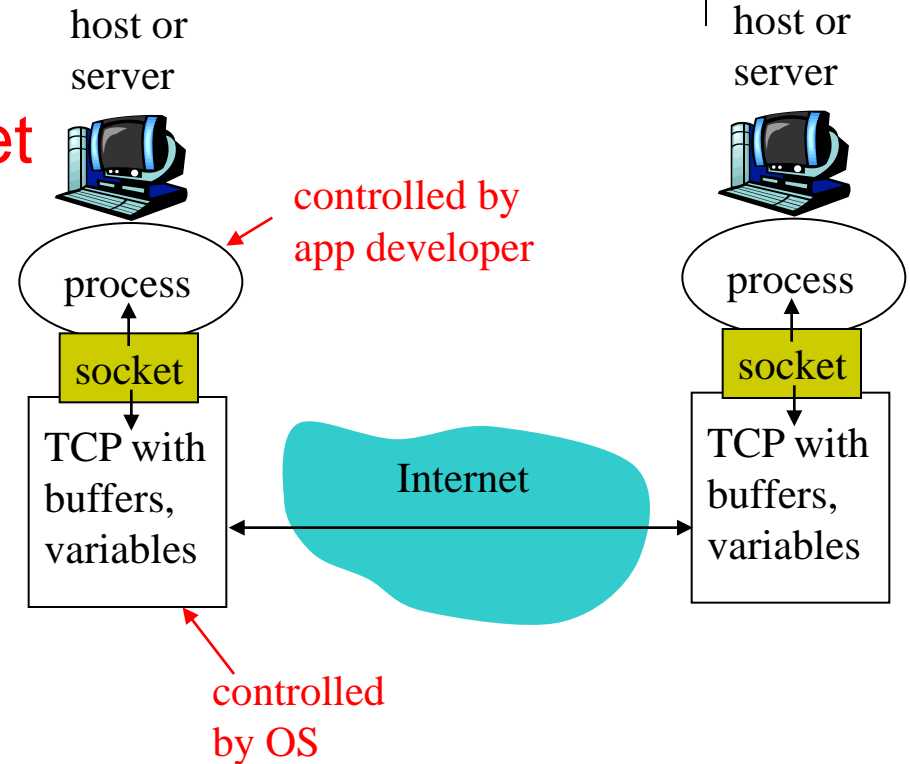 host or
server
et
controlled by
app developer
process
socket
TCP with
buffers,
variables
controlled
by OS
Internet
host or
server
process
socket
TCP with
buffers,
variables